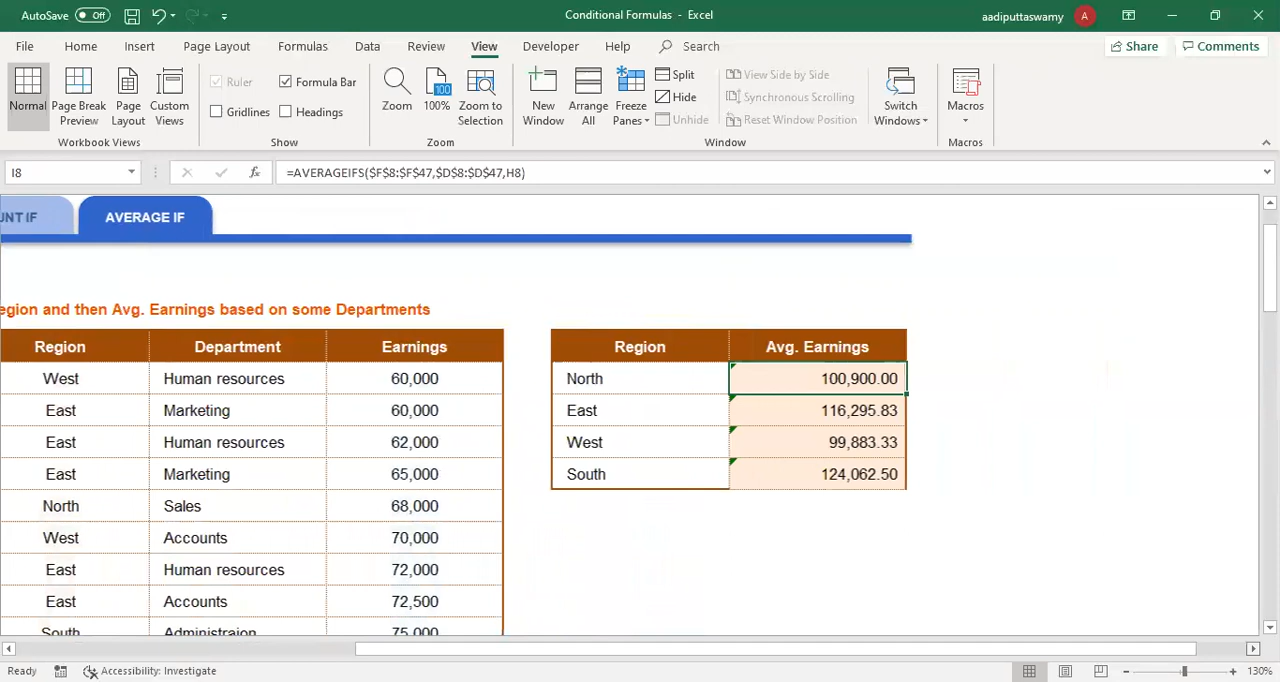 AutoSave Off
Conditional Formulas - Excel
aadiputtaswamy A
File Home Insert Page Layout Formulas Data Review View Developer Help Search
Share Comments
Normal
Page Break
Preview
Page
Layout
Custom
Views
Workbook Views
Ruler
Formula Bar
Gridlines
Headings
Show
Zoom
100
100%
Zoom to
Selection
Zoom
New
Window
Arrange
All
Freeze
Panes
Split
Hide
Unhide
View Side by Side
Synchronous Scrolling
Reset Window Position
Switch
Windows
Window
Macros
Macros
I8
fx
=AVERAGEIFS($F$8:$F$47,$D$8:$D$47,H8)
UNT IF
AVERAGE IF
egion and then Avg. Earnings based on some Departments
Region Department Earnings
West Human resources 60,000
East Marketing 60,000
East Human resources 62,000
East Marketing 65,000
North Sales 68,000
West Accounts 70,000
East Human resources 72,000
East Accounts 72,500
South Administraion 75,000
Region Avg. Earnings
North 100,900.00
East 116,295.83
West 99,883.33
South 124,062.50
Ready
Accessibility: Investigate
130%